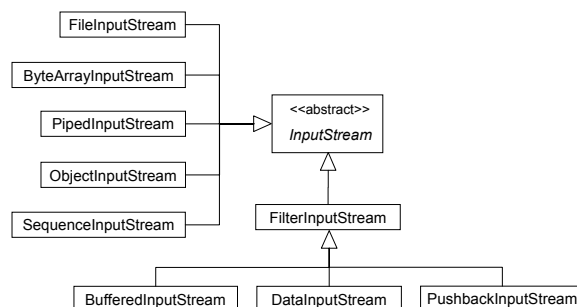 FileInputStream
ByteArrayInputStream
<<abstract>>
PipedInputStream
InputStream
ObjectInputStream
FilterInputStream
SequenceInputStream
BufferedInputStream
DataInputStream
PushbackInputStream